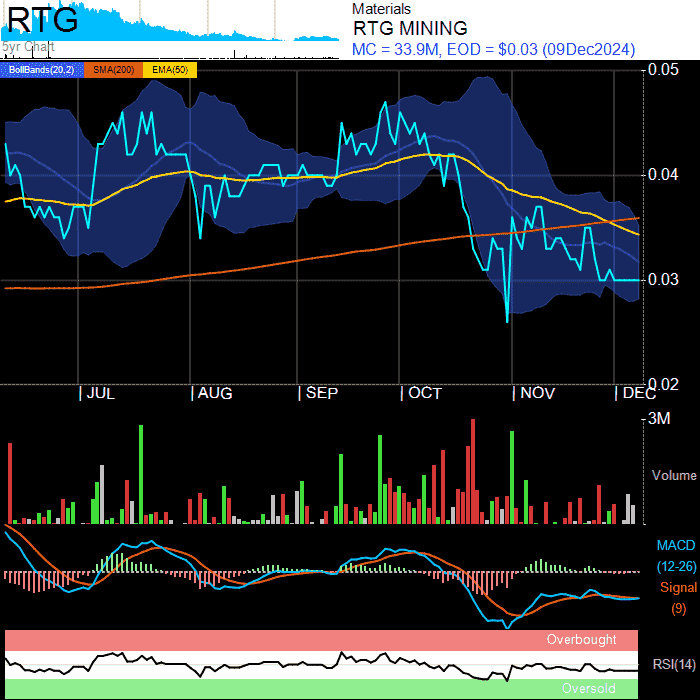 RTG
5yr Chart
Materials
RTG MINING
MC = 33.9M, EOD = $0.03 (09Dec2024)
BollBands(20,2) SMA(200) EMA(50)
0.05
0.04
0.03
0.02
JUL AUG SEP OCT NOV DEC
3M
Volume
MACD
(12-26)
Signal
(9)
Overbought
RSI(14)
Oversold